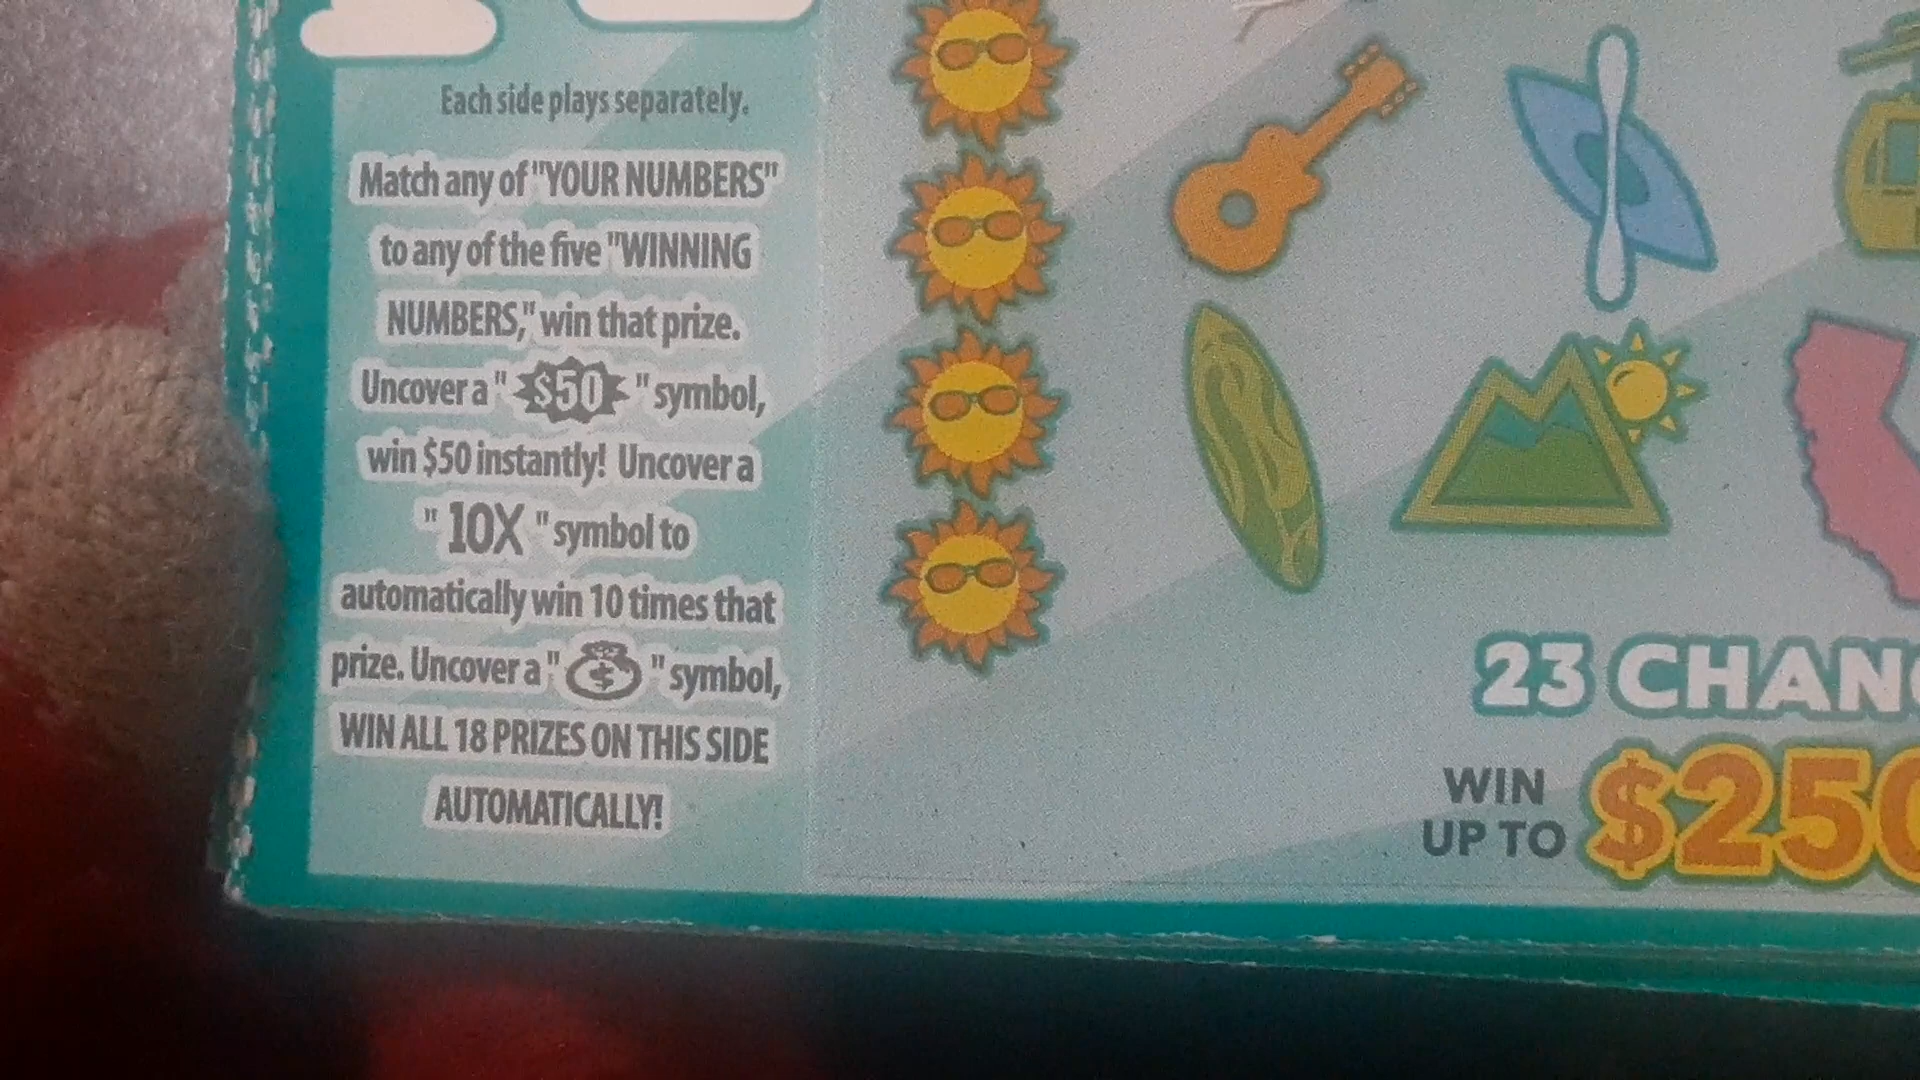 Each side plays separately.
Match any of "YOUR NUMBERS"
to any of the five "WINNING
NUMBERS," win that prize.
Uncover a "$50" symbol,
win $50 instantly! Uncover a
"10X" symbol to
automatically win 10 times that
prize. Uncover a "$" symbol,
WIN ALL 18 PRIZES ON THIS SIDE
AUTOMATICALLY!
23
WIN
UP TO